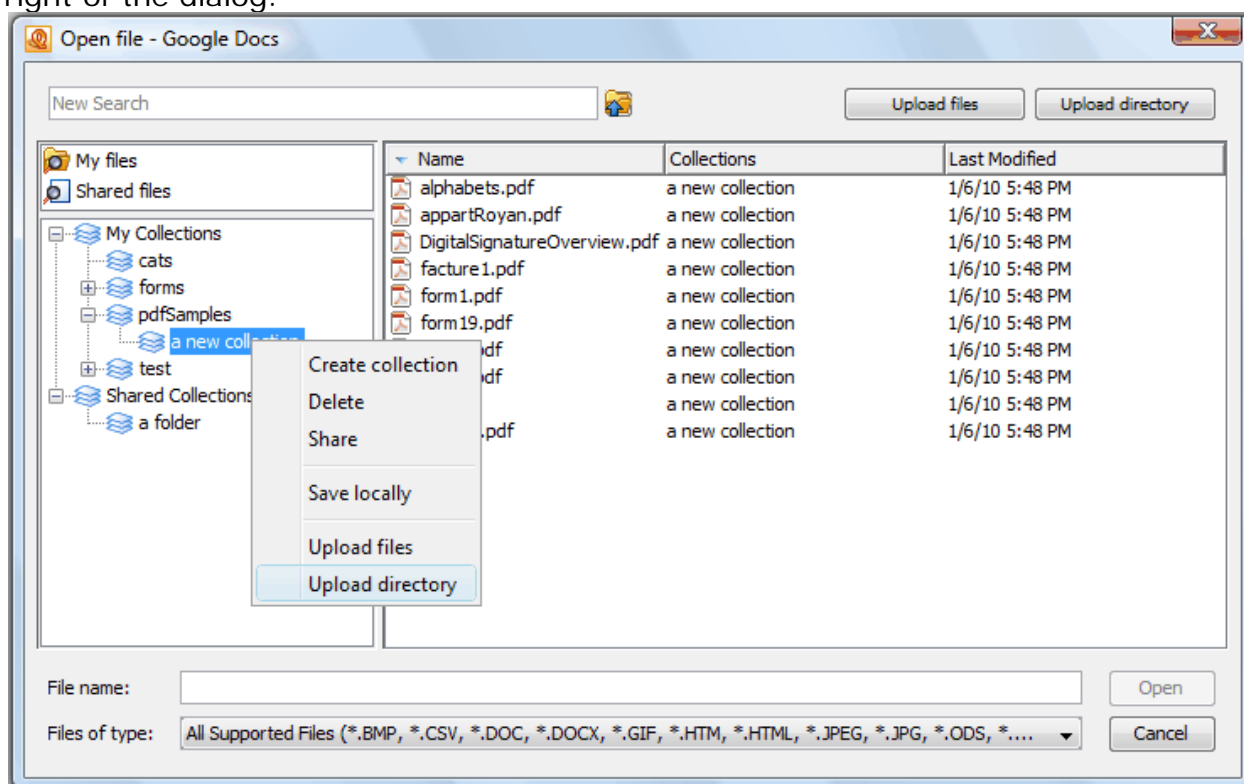 right of the dialog.
Open file - Google Docs
New Search
Upload files
Upload directory
My files
Shared files
My Collections
cats
forms
pdfSamples
a new collection
test
Shared Collections
a folder
Create collection
Delete
Share
Save locally
Upload files
Upload directory
Name Collections Last Modified
alphabets.pdf a new collection 1/6/10 5:48 PM
appartRoyan.pdf a new collection 1/6/10 5:48 PM
DigitalSignatureOverview.pdf a new collection 1/6/10 5:48 PM
facture1.pdf a new collection 1/6/10 5:48 PM
form1.pdf a new collection 1/6/10 5:48 PM
form19.pdf a new collection 1/6/10 5:48 PM
df a new collection 1/6/10 5:48 PM
df a new collection 1/6/10 5:48 PM
a new collection 1/6/10 5:48 PM
.pdf a new collection 1/6/10 5:48 PM
File name:
Open
Files of type: All Supported Files (*.BMP, *.CSV, *.DOC, *.DOCX, *.GIF, *.HTM, *.HTML, *.JPEG, *.JPG, *.ODS, *....
Cancel